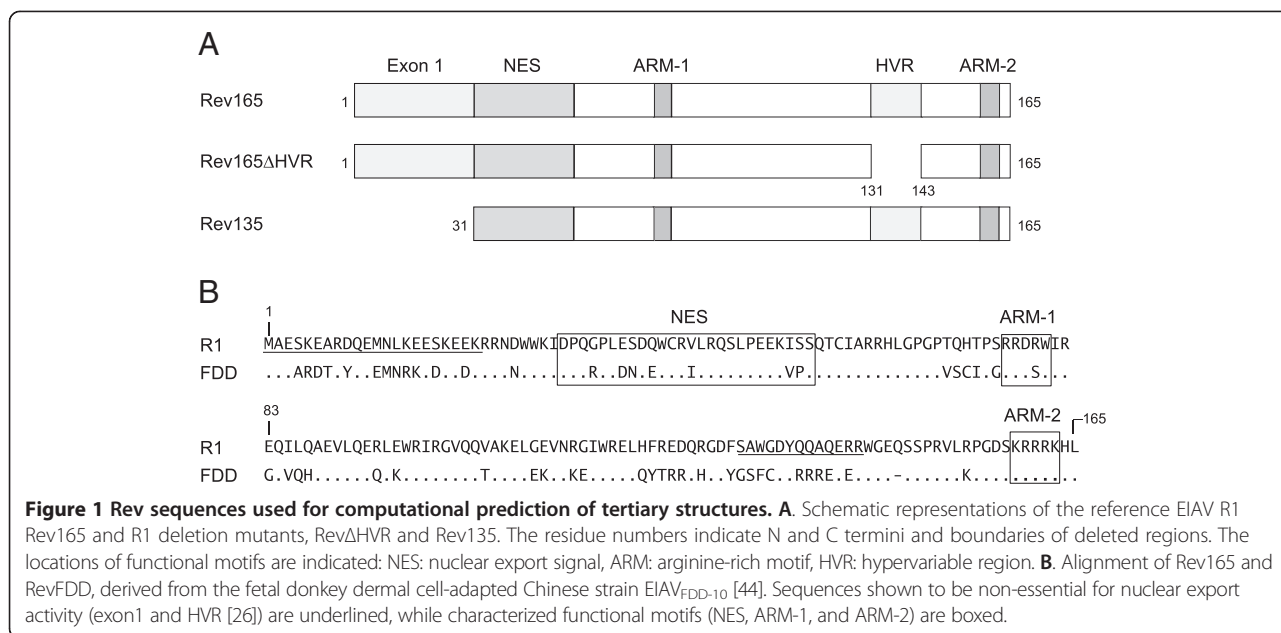 A
Exon 1 NES ARM-1 HVR ARM-2
Rev165 1 165
Rev165ΔHVR 1 165
131 143
Rev135 31 165
B
1 NES ARM-1
R1 MAESKEARDQEMNLKEESKEEKRRNDWWKIDPQGPLESDQWCRVLRQSLPEEKISSQTCIARRHLGPGPTQHTPSRRDRWIR
FDD ...ARDT.Y..EMNRK.D..D....N.......R..DN.E...I.........VP.............VSCI.G...S...
83 ARM-2 165
R1 EQILQAEVLQERLEWRIRGVQQVAKELGEVNRGIWRELHFREDQRGDFSAWGDYQQAQERRWGEQSSPRVLRPGDSKRRRKHL
FDD G.VQH......Q.K........T....EK..KE.....QYTRR.H..YGSFC..RRRE.E....-......K...........
Figure 1 Rev sequences used for computational prediction of tertiary structures. A. Schematic representations of the reference EIAV R1
Rev165 and R1 deletion mutants, RevΔHVR and Rev135. The residue numbers indicate N and C termini and boundaries of deleted regions. The
locations of functional motifs are indicated: NES: nuclear export signal, ARM: arginine-rich motif, HVR: hypervariable region. B. Alignment of Rev165 and
RevFDD, derived from the fetal donkey dermal cell-adapted Chinese strain EIAVFDD-10 [44]. Sequences shown to be non-essential for nuclear export
activity (exon1 and HVR [26]) are underlined, while characterized functional motifs (NES, ARM-1, and ARM-2) are boxed.